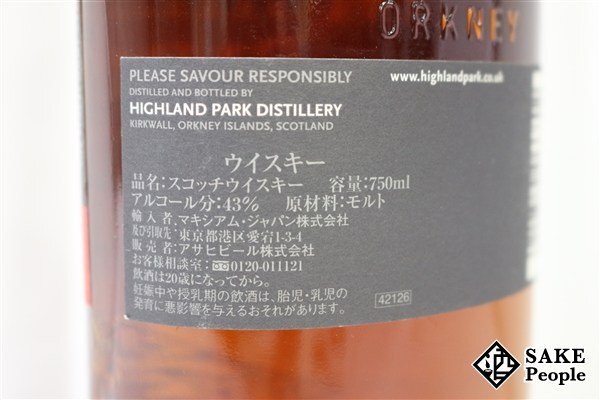 ORKNEY
PLEASE SAVOUR RESPONSIBLY
www.highlandpark.co.uk
DISTILLED AND BOTTLED BY
HIGHLAND PARK DISTILLERY
KIRKWALL, ORKNEY ISLANDS, SCOTLAND
ウイスキー
品名:スコッチウイスキー 容量:750ml
アルコール分:43% 原材料:モルト
輸入者、マキシアム・ジャパン株式会社
及び引取先:東京都港区愛宕1-3-4
販売者:アサヒビール株式会社
お客様相談室:0120-011121
飲酒は20歳になってから。
妊娠中や授乳期の飲酒は、胎児・乳児の
発育に悪影響を与えるおそれがあります。
42126
SAKE
People